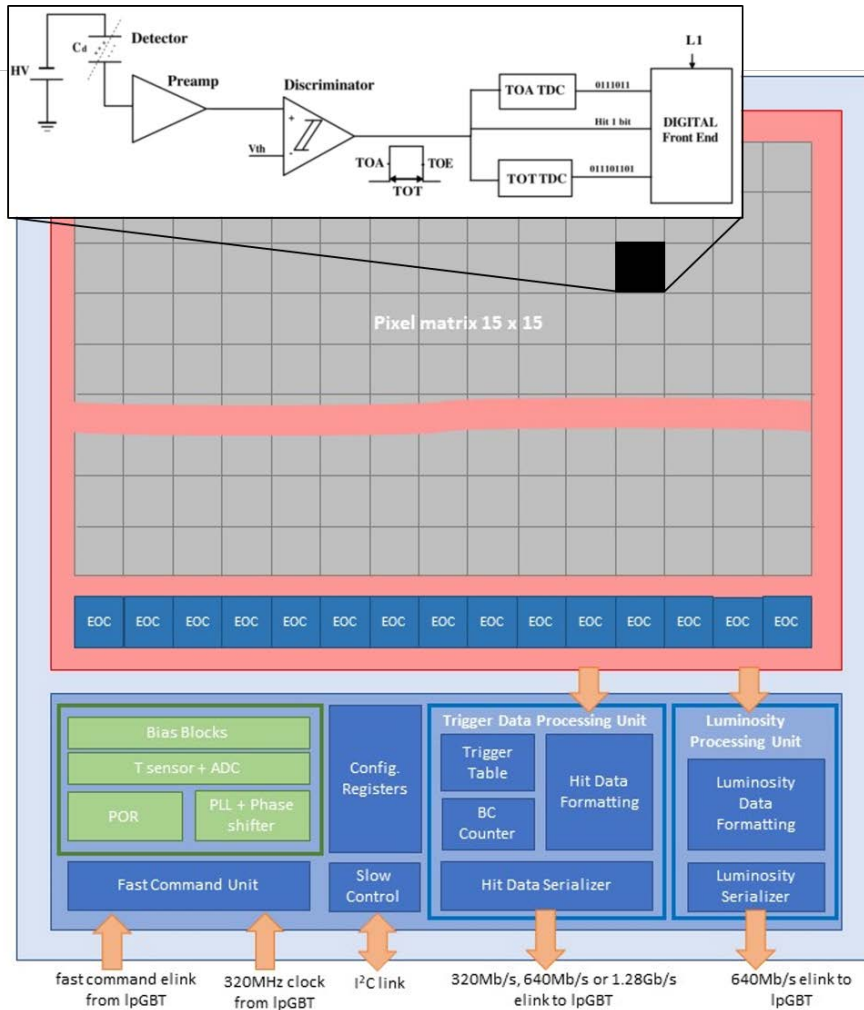 Detector
Cd
HV
Preamp
Discriminator
Vth
TOA
TOE
TOT
TOA TDC
0111011
Hit 1 bit
TOT TDC
011101101
L1
DIGITAL
Front End
Pixel matrix 15 x 15
EOC EOC EOC EOC EOC EOC EOC EOC EOC EOC EOC EOC EOC EOC EOC
Bias Blocks
T sensor + ADC
POR
PLL + Phase
shifter
Fast Command Unit
Config.
Registers
Slow
Control
Trigger Data Processing Unit
Trigger
Table
BC
Counter
Hit Data
Formatting
Hit Data Serializer
Luminosity
Processing Unit
Luminosity
Data
Formatting
Luminosity
Serializer
fast command elink
from lpGBT
320MHz clock
from lpGBT
I²C link
320Mb/s, 640Mb/s or 1.28Gb/s
elink to lpGBT
640Mb/s elink to
lpGBT